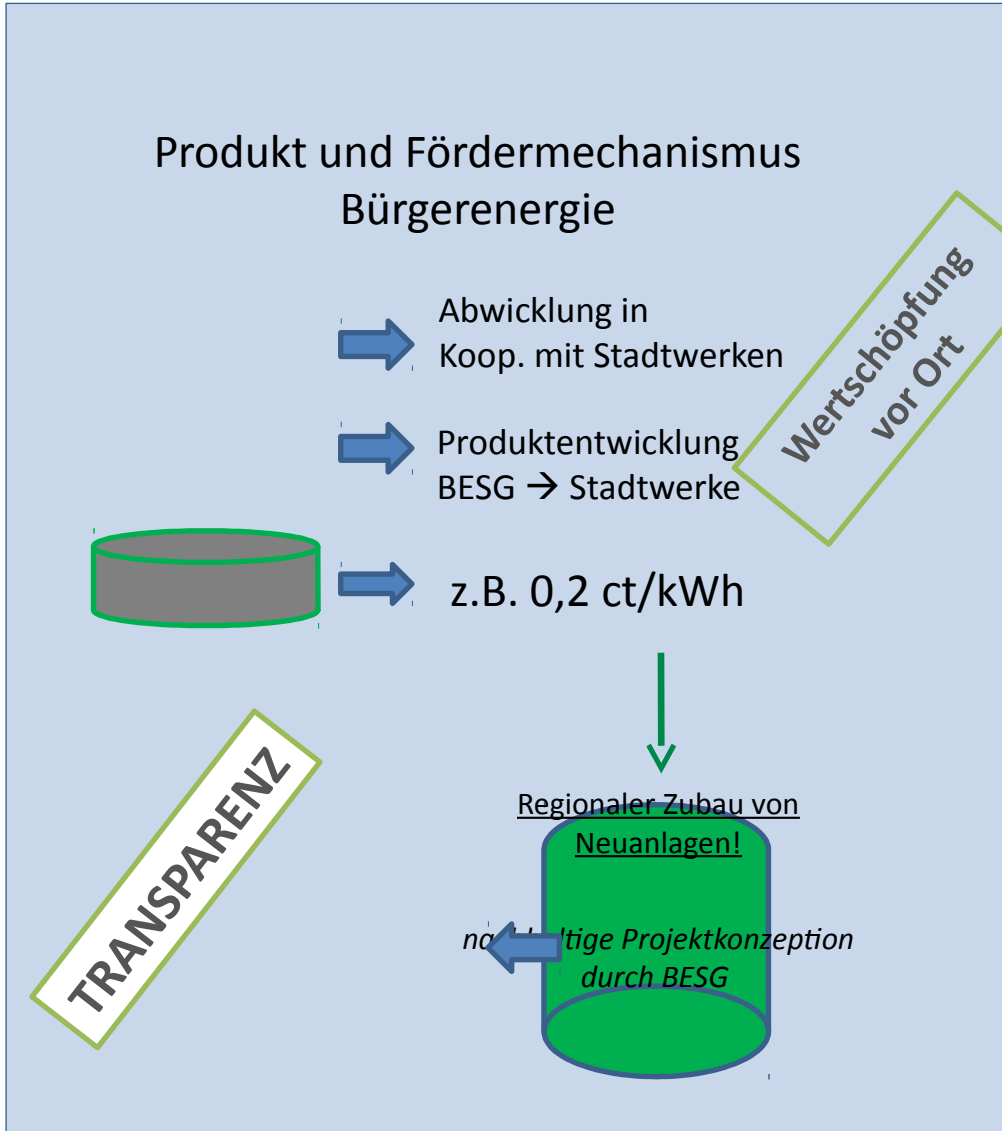 Produkt und Fördermechanismus
Bürgerenergie
Abwicklung in
Koop. mit Stadtwerken
Wertschöpfung
vor Ort
Produktentwicklung
BESG → Stadtwerke
z.B. 0,2 ct/kWh
TRANSPARENZ
Regionaler Zubau von
Neuanlagen!
Projektkonzeption
durch BESG